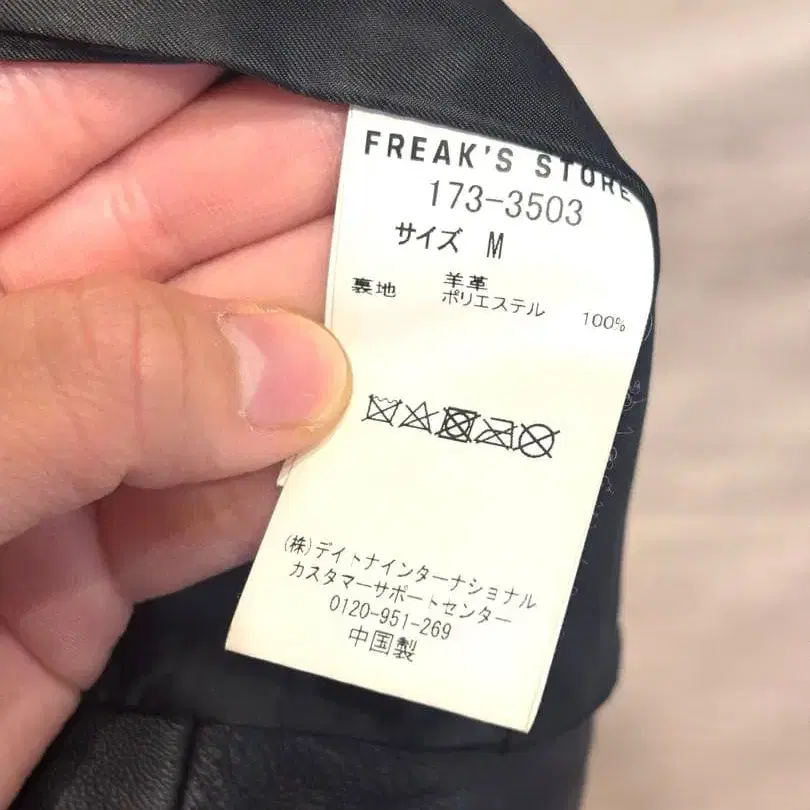 FREAK'S STORE
173-3503
サイズ M
羊革
裏地 ポリエステル 100%
(株)デイトナインターナショナル
カスタマーサポートセンター
0120-951-269
中国製